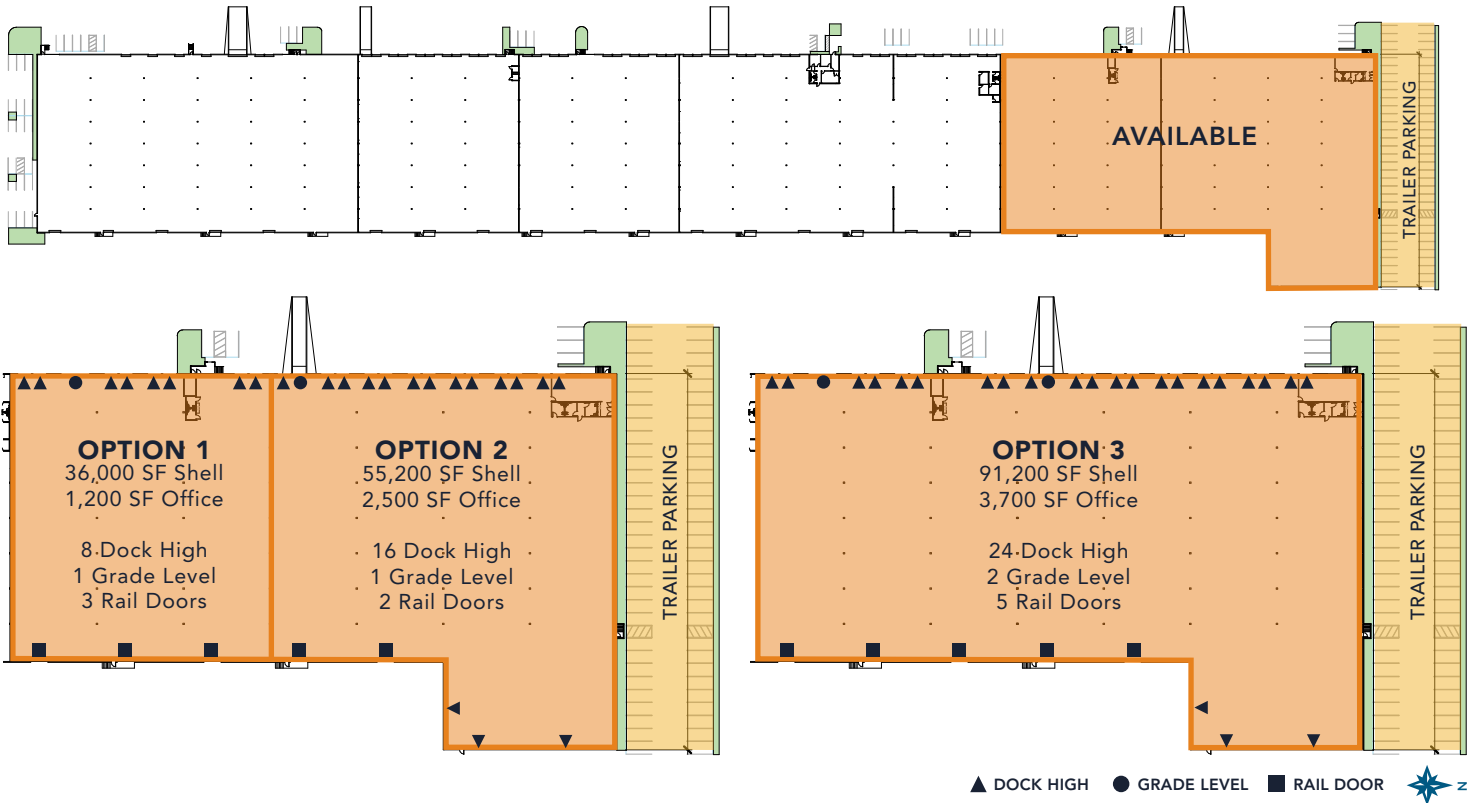 AVAILABLE
TRAILER PARKING
OPTION 1
36,000 SF Shell
1,200 SF Office
8 Dock High
1 Grade Level
3 Rail Doors
OPTION 2
55,200 SF Shell
2,500 SF Office
16 Dock High
1 Grade Level
2 Rail Doors
TRAILER PARKING
OPTION 3
91,200 SF Shell
3,700 SF Office
24 Dock High
2 Grade Level
5 Rail Doors
TRAILER PARKING
DOCK HIGH GRADE LEVEL RAIL DOOR N